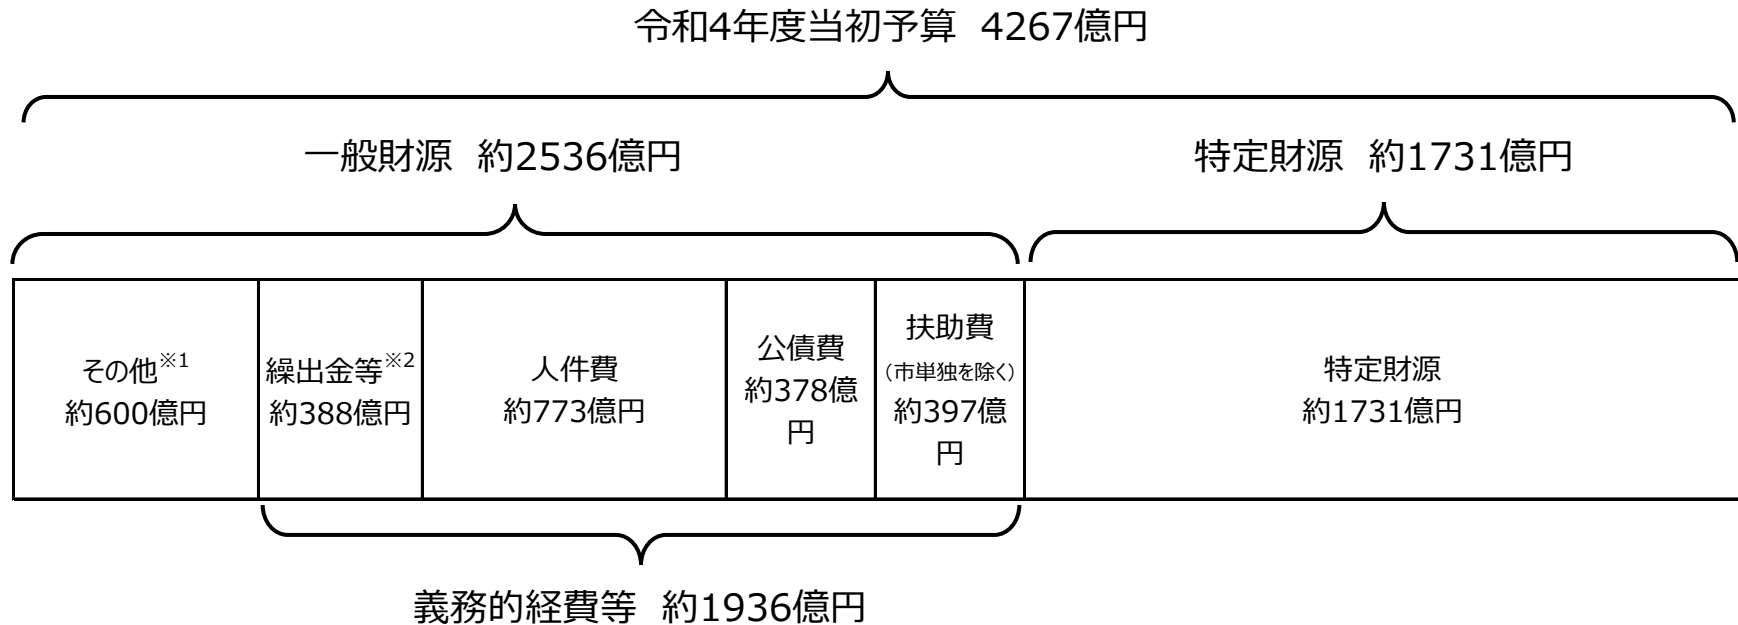 令和4年度当初予算 4267億円
一般財源 約2536億円
特定財源 約1731億円
その他※1
約600億円
繰出金等※2
約388億円
人件費
約773億円
公債費
約378億
円
扶助費
(市単独を除く)
約397億
円
特定財源
約1731億円
義務的経費等 約1936億円